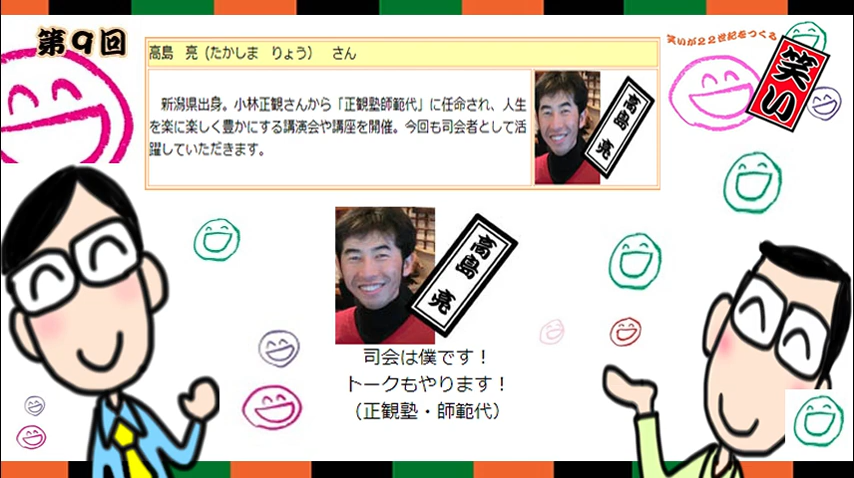 第９回
笑いが２２世紀をつくる
笑い
高島　亮（たかしま　りょう）　さん
新潟県出身。小林正観さんから「正観塾師範代」に任命され、人生
を楽に楽しく豊かにする講演会や講座を開催。今回も司会者として活
躍していただきます。
高島 亮
高島 亮
司会は僕です！
トークもやります！
（正観塾・師範代）